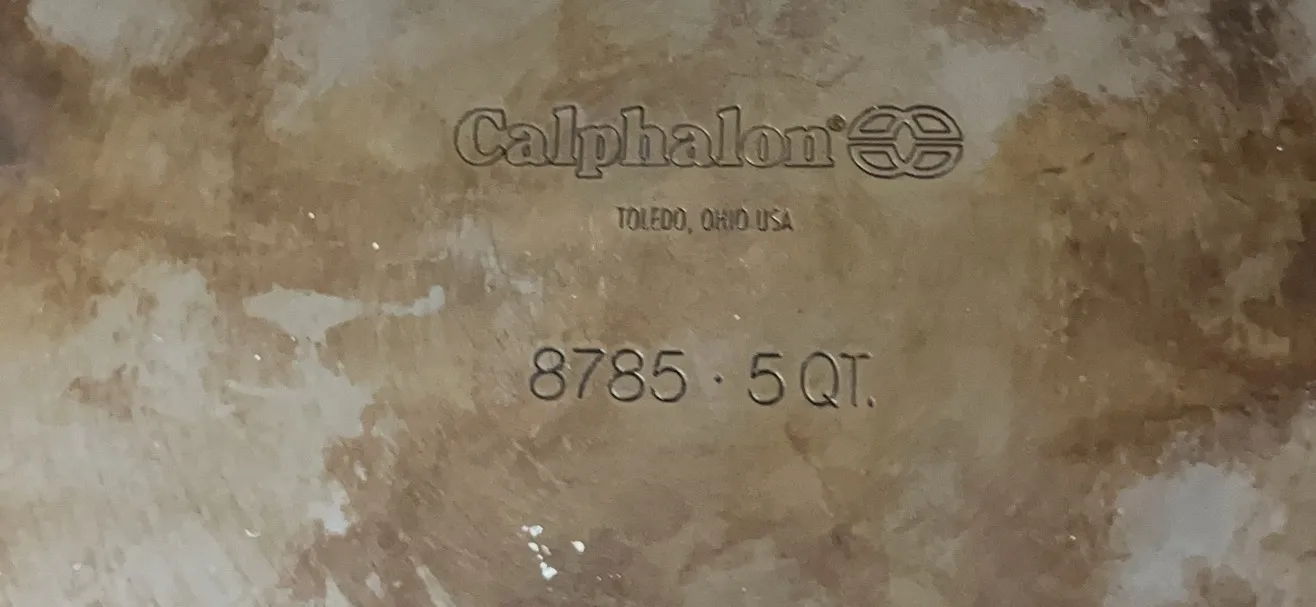 Calphalon®
TOLEDO, OHIO USA
8785 · 5 QT.